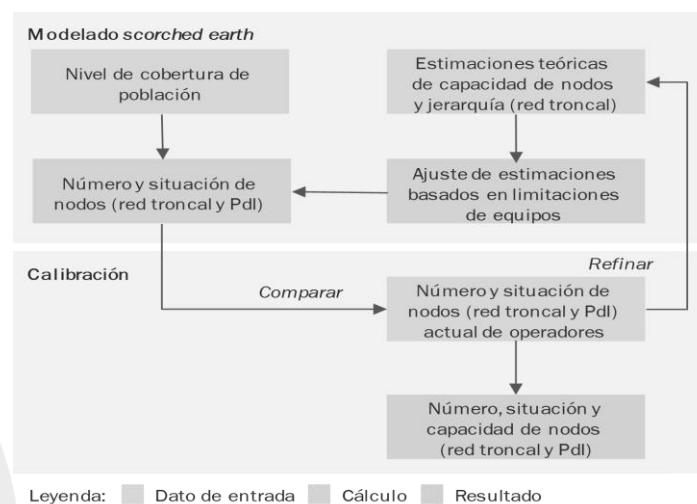 Modelado scorched earth
Nivel de cobertura de
población
Estimaciones teóricas
de capacidad de nodos
y jerarquía (red troncal)
Número y situación de
nodos (red troncal y PdI)
Ajuste de estimaciones
basados en limitaciones
de equipos
Calibración
Refinar
Comparar
Número y situación de
nodos (red troncal y PdI)
actual de operadores
Número, situación y
capacidad de nodos
(red troncal y PdI)
Leyenda: Dato de entrada Cálculo Resultado